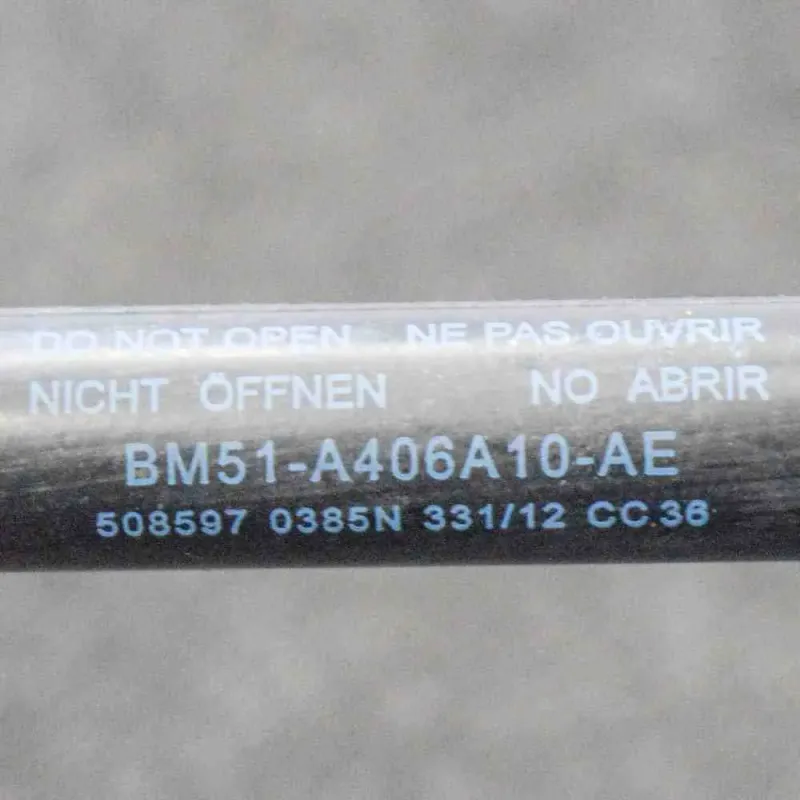 DO NOT OPEN NE PAS OUVRIR
NICHT ÖFFNEN NO ABRIR
BM51-A406A10-AE
508597 0385N 331/12 CC.36